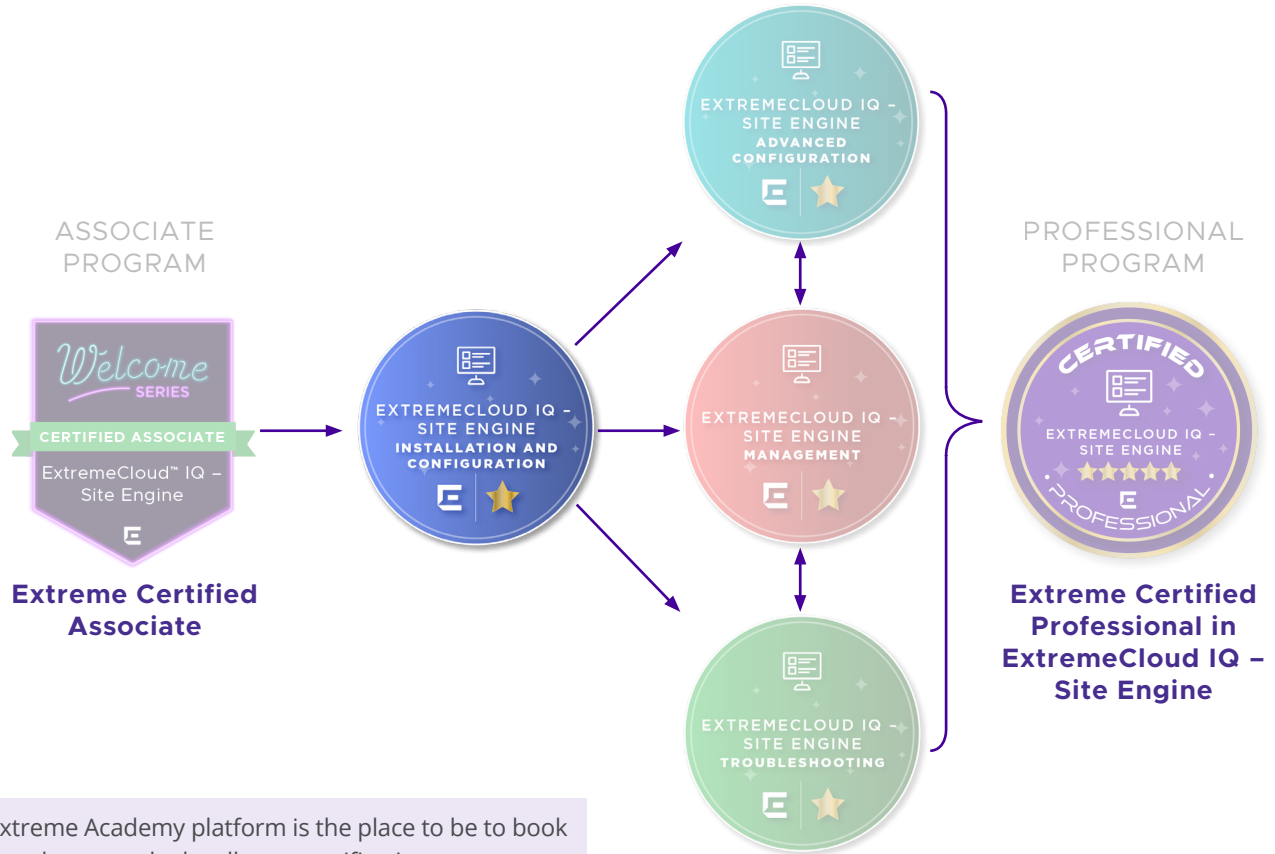 ASSOCIATE
PROGRAM
Welcome
SERIES
CERTIFIED ASSOCIATE
ExtremeCloud™ IQ –
Site Engine
Extreme Certified
Associate
EXTREMECLOUD IQ –
SITE ENGINE
INSTALLATION AND
CONFIGURATION
EXTREMECLOUD IQ –
SITE ENGINE
ADVANCED
CONFIGURATION
EXTREMECLOUD IQ –
SITE ENGINE
MANAGEMENT
EXTREMECLOUD IQ –
SITE ENGINE
TROUBLESHOOTING
PROFESSIONAL
PROGRAM
CERTIFIED
EXTREMECLOUD IQ –
SITE ENGINE
PROFESSIONAL
Extreme Certified
Professional in
ExtremeCloud IQ –
Site Engine
xtreme Academy platform is the place to be to book